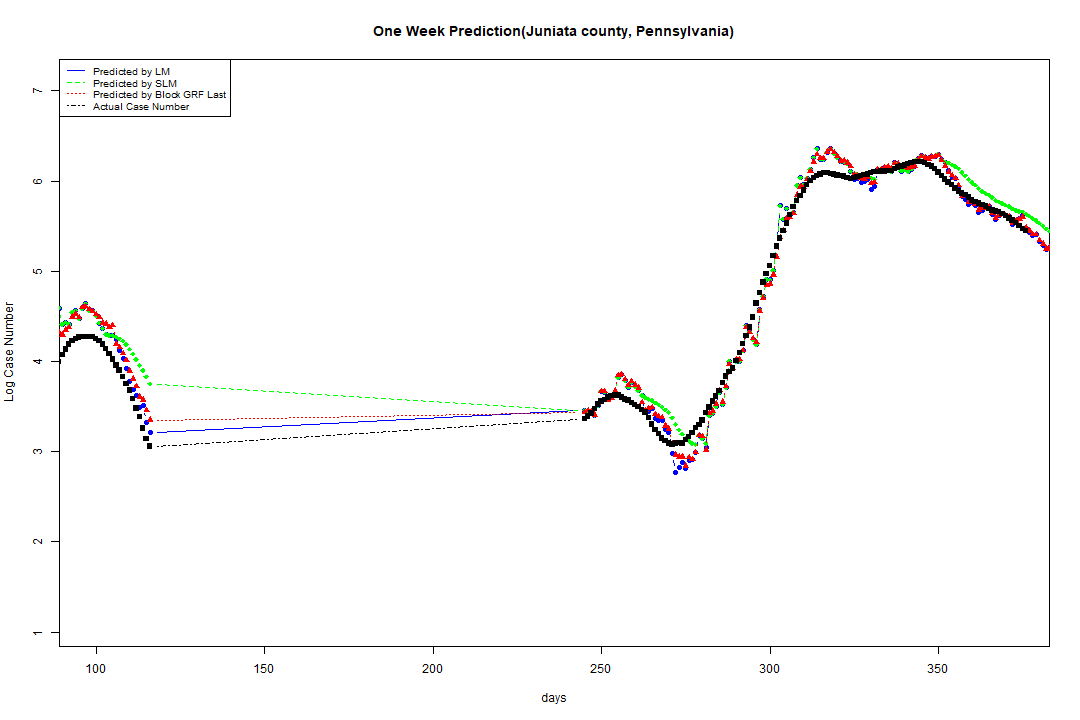 One Week Prediction(Juniata county, Pennsylvania)
Predicted by LM
Predicted by SLM
Predicted by Block GRF Last
Actual Case Number
7
6
5
4
3
2
1
Log Case Number
100 150 200 250 300 350
days